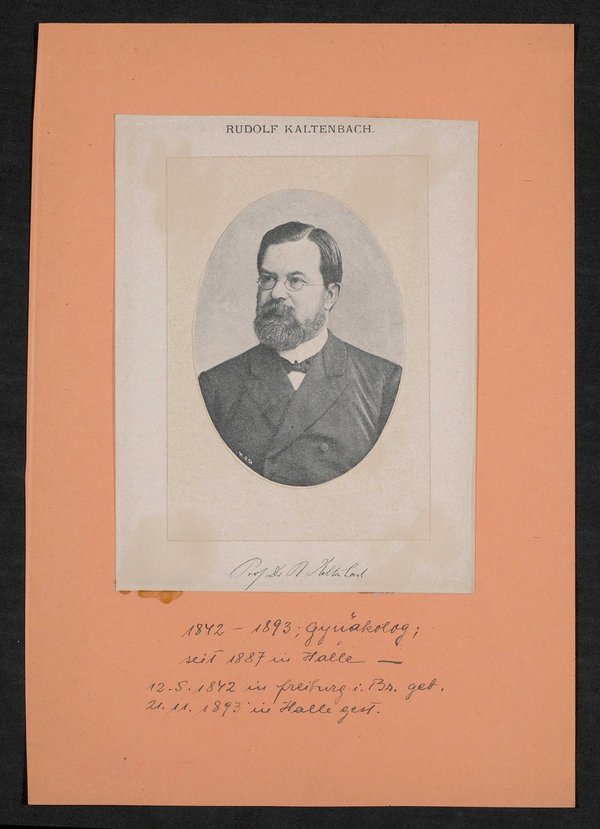 RUDOLF KALTENBACH.
Prof Dr R Kaltenbach
1842 – 1893; Gynäkolog;
seit 1887 in Halle —
12. 5. 1842 in Freiburg i. Br. geb.
21. 11. 1893 in Halle gest.